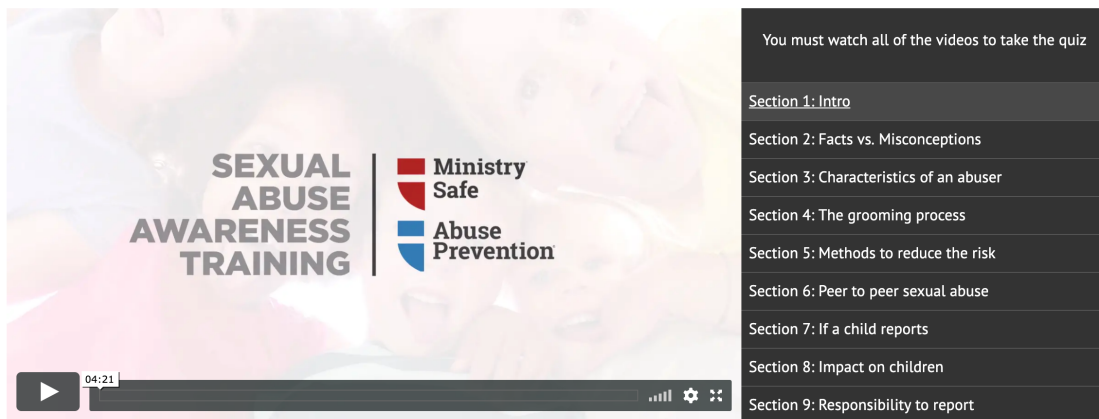 SEXUAL
ABUSE
AWARENESS
TRAINING
Ministry
Safe
Abuse
Prevention
04:21
You must watch all of the videos to take the quiz
Section 1: Intro
Section 2: Facts vs. Misconceptions
Section 3: Characteristics of an abuser
Section 4: The grooming process
Section 5: Methods to reduce the risk
Section 6: Peer to peer sexual abuse
Section 7: If a child reports
Section 8: Impact on children
Section 9: Responsibility to report